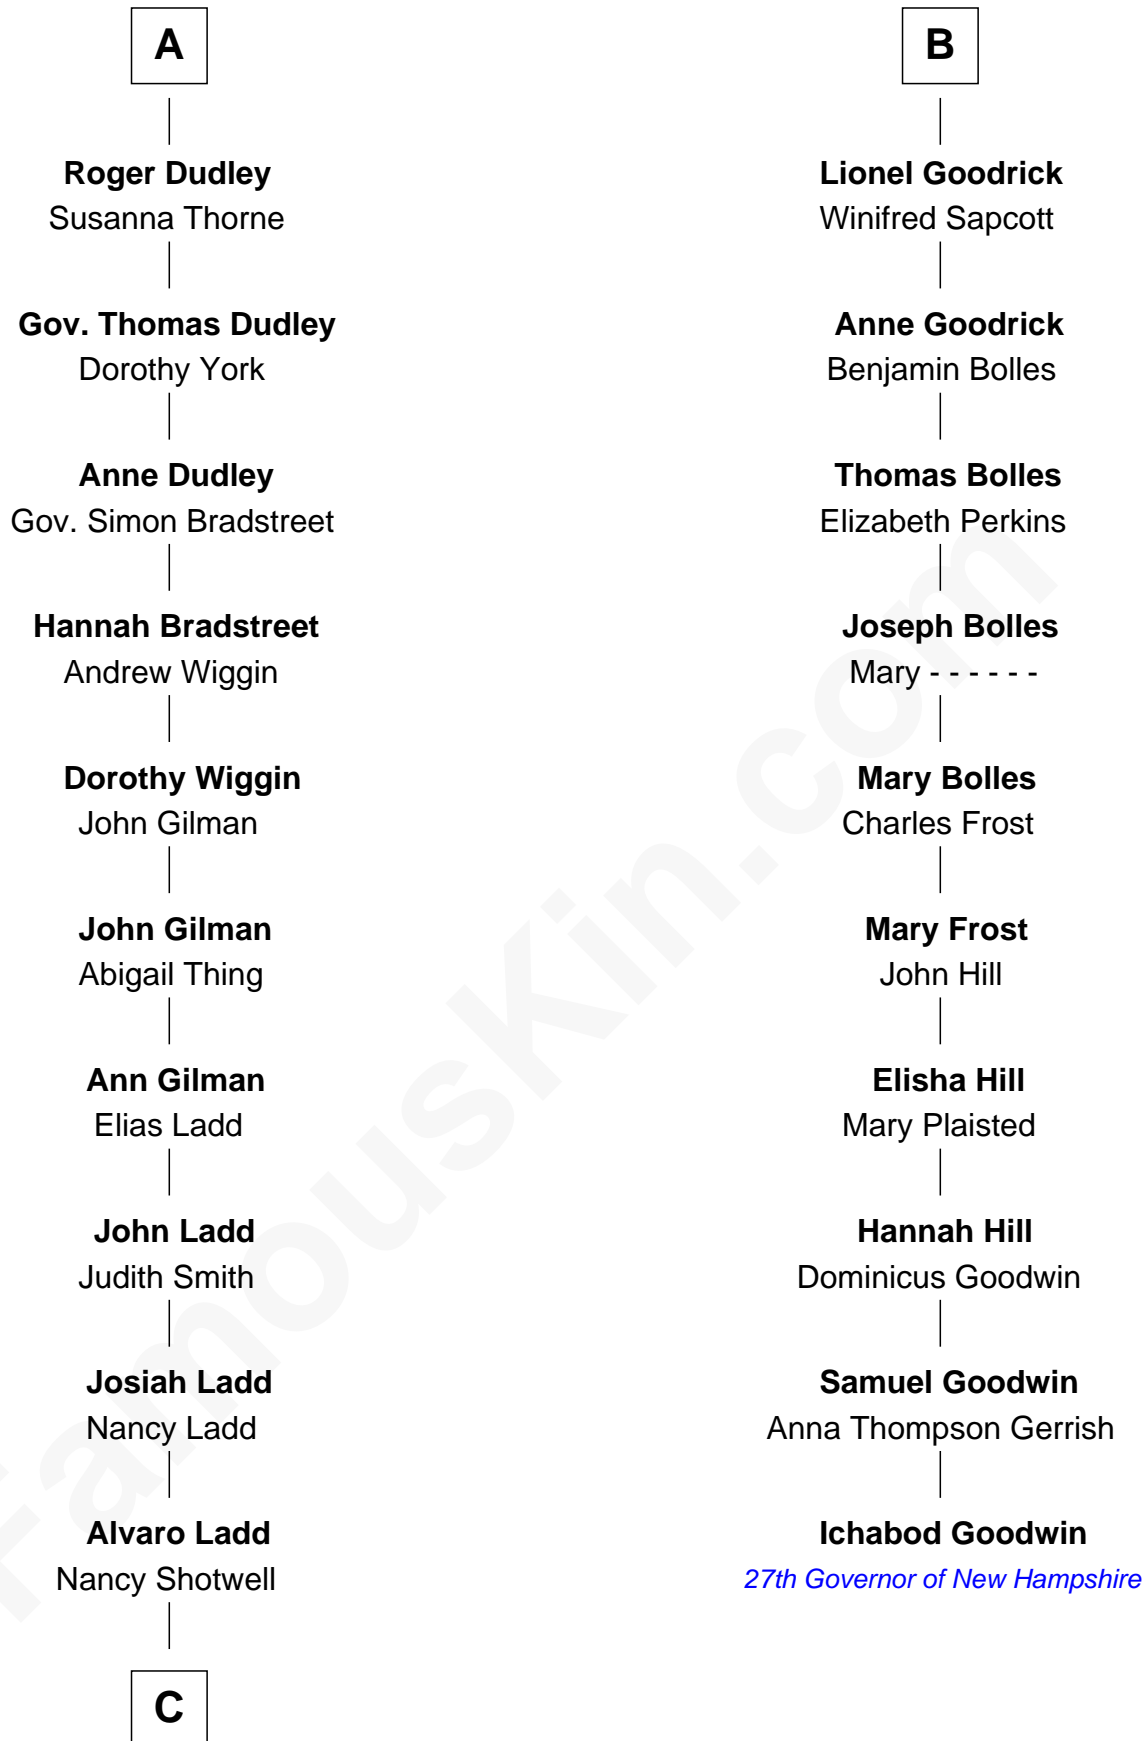 A
Roger Dudley
Susanna Thorne
Gov. Thomas Dudley
Dorothy York
Anne Dudley
Gov. Simon Bradstreet
Hannah Bradstreet
Andrew Wiggin
Dorothy Wiggin
John Gilman
John Gilman
Abigail Thing
Ann Gilman
Elias Ladd
John Ladd
Judith Smith
Josiah Ladd
Nancy Ladd
Alvaro Ladd
Nancy Shotwell
C
B
Lionel Goodrick
Winifred Sapcott
Anne Goodrick
Benjamin Bolles
Thomas Bolles
Elizabeth Perkins
Joseph Bolles
Mary - - - - - -
Mary Bolles
Charles Frost
Mary Frost
John Hill
Elisha Hill
Mary Plaisted
Hannah Hill
Dominicus Goodwin
Samuel Goodwin
Anna Thompson Gerrish
Ichabod Goodwin
27th Governor of New Hampshire
FamousKin.com